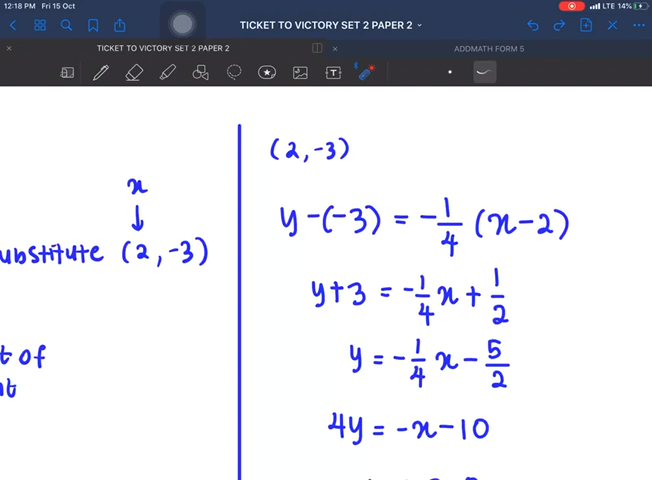 12:18 PM Fri 15 Oct
LTE 14%
TICKET TO VICTORY SET 2 PAPER 2
TICKET TO VICTORY SET 2 PAPER 2
ADDMATH FORM 5
(2, -3)
x
↓
ubstitute (2, -3)
t of
nt
y-(-3) = -1/4 (x-2)
y+3 = -1/4x + 1/2
y = -1/4 x - 5/2
4y = -x-10